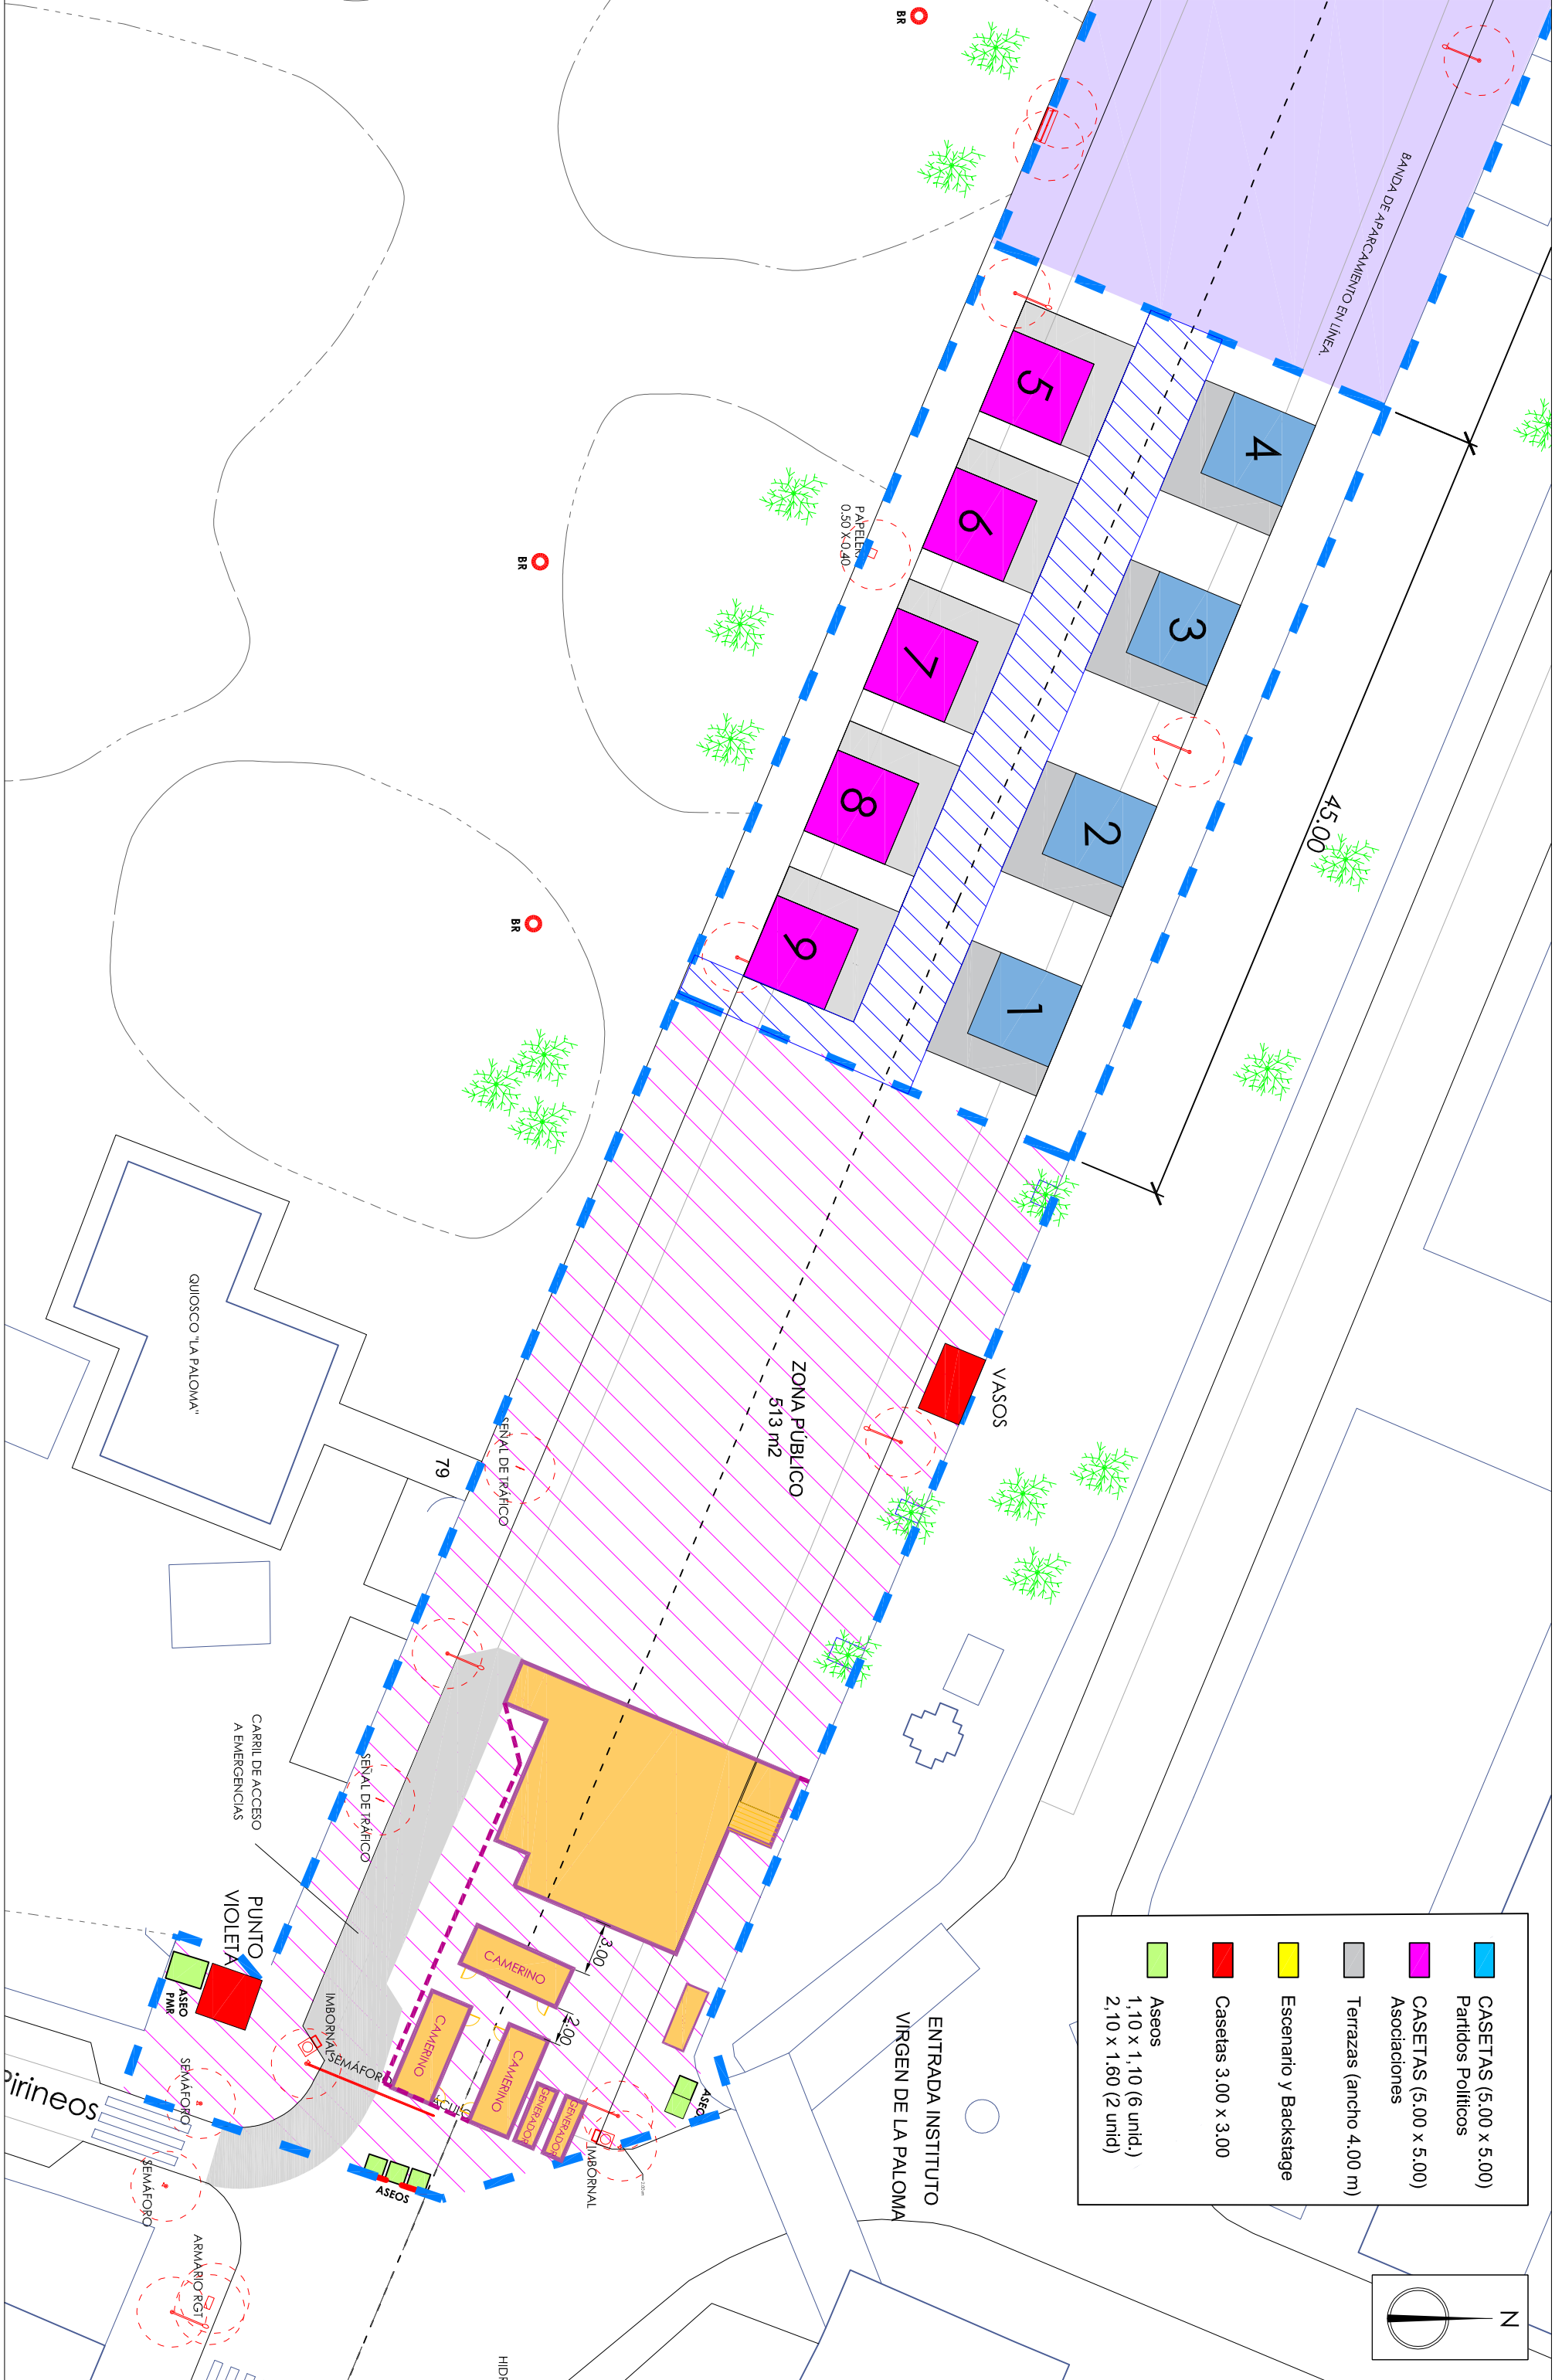 BR
BANDA DE APARCAMIENTO EN LÍNEA.
5
4
6
3
7
2
8
1
9
PAPELERA
0.50 X 0.40
BR
BR
45.00
VASOS
ZONA PÚBLICO
513 m2
QUIOSCO "LA PALOMA"
79
SEÑAL DE TRÁFICO
CARRIL DE ACCESO
A EMERGENCIAS
SEÑAL DE TRÁFICO
PUNTO
VIOLETA
ASEO
PMR
IMBORNAL
SEMÁFORO
3.00
2.00
CAMERINO
CAMERINO
CAMERINO
GENERADOR
GENERADOR
ASEO
IMBORNAL
ASEOS
SEMÁFORO
SEMÁFORO
Pirineos
ARMARIO RGT
ENTRADA INSTITUTO
VIRGEN DE LA PALOMA
CASETAS (5.00 x 5.00)
Partidos Políticos
CASETAS (5.00 x 5.00)
Asociaciones
Terrazas (ancho 4.00 m)
Escenario y Backstage
Casetas 3.00 x 3.00
Aseos
1,10 x 1,10 (6 unid.)
2,10 x 1.60 (2 unid)
N